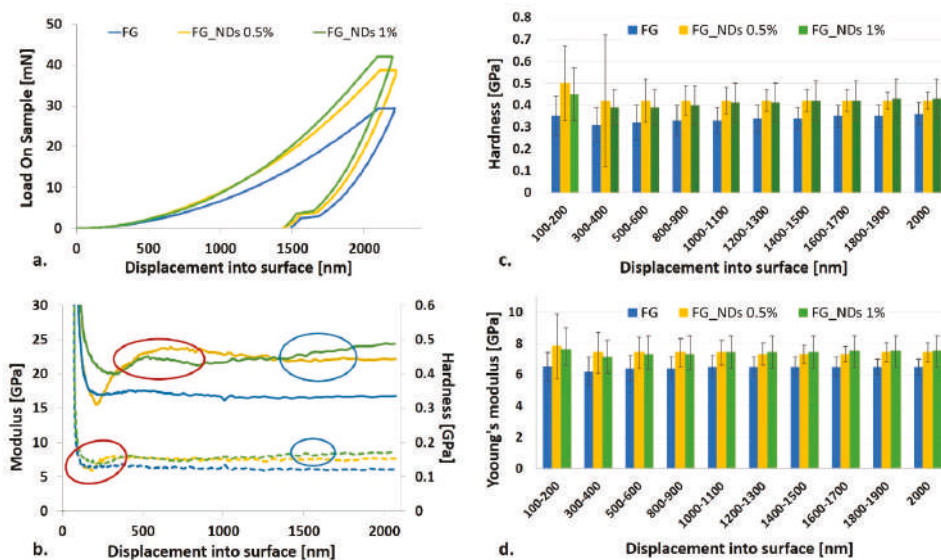 FG FG_NDs 0.5% FG_NDs 1%
50
40
30
20
10
0
Load On Sample [mN]
0 500 1000 1500 2000
a. Displacement into surface [nm]
FG FG_NDs 0.5% FG_NDs 1%
0.8
0.7
0.6
0.5
0.4
0.3
0.2
0.1
0
Hardness [GPa]
100-200 300-400 500-600 800-900 1000-1100 1200-1300 1400-1500 1600-1700 1800-1900 2000
c. Displacement into surface [nm]
30
25
20
15
10
5
0
Modulus [GPa]
0.6
0.5
0.4
0.3
0.2
0.1
0
Hardness [GPa]
0 500 1000 1500 2000
b. Displacement into surface [nm]
FG FG_NDs 0.5% FG_NDs 1%
10
8
6
4
2
0
Yooung's modulus [GPa]
100-200 300-400 500-600 800-900 1000-1100 1200-1300 1400-1500 1600-1700 1800-1900 2000
d. Displacement into surface [nm]